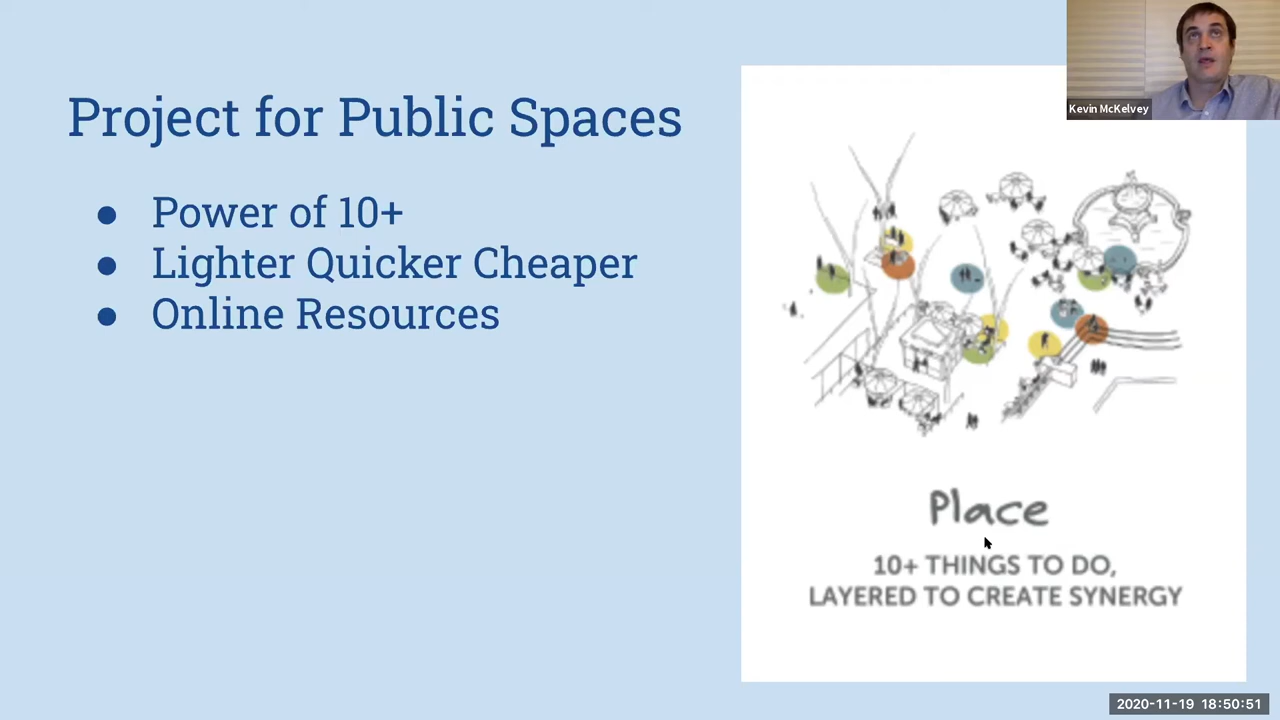 Project for Public Spaces
● Power of 10+
● Lighter Quicker Cheaper
● Online Resources
Kevin McKelvey
Place
10+ THINGS TO DO,
LAYERED TO CREATE SYNERGY
2020-11-19 18:50:51